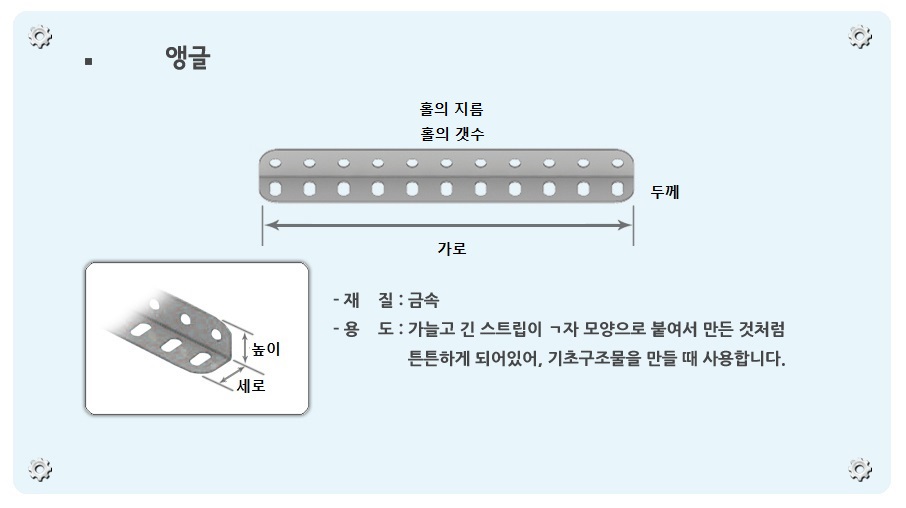 ▪ 앵글
홀의 지름
홀의 갯수
두께
가로
높이
세로
- 재 질 : 금속
- 용 도 : 가늘고 긴 스트립이 ㄱ자 모양으로 붙여서 만든 것처럼
튼튼하게 되어있어, 기초구조물을 만들 때 사용합니다.